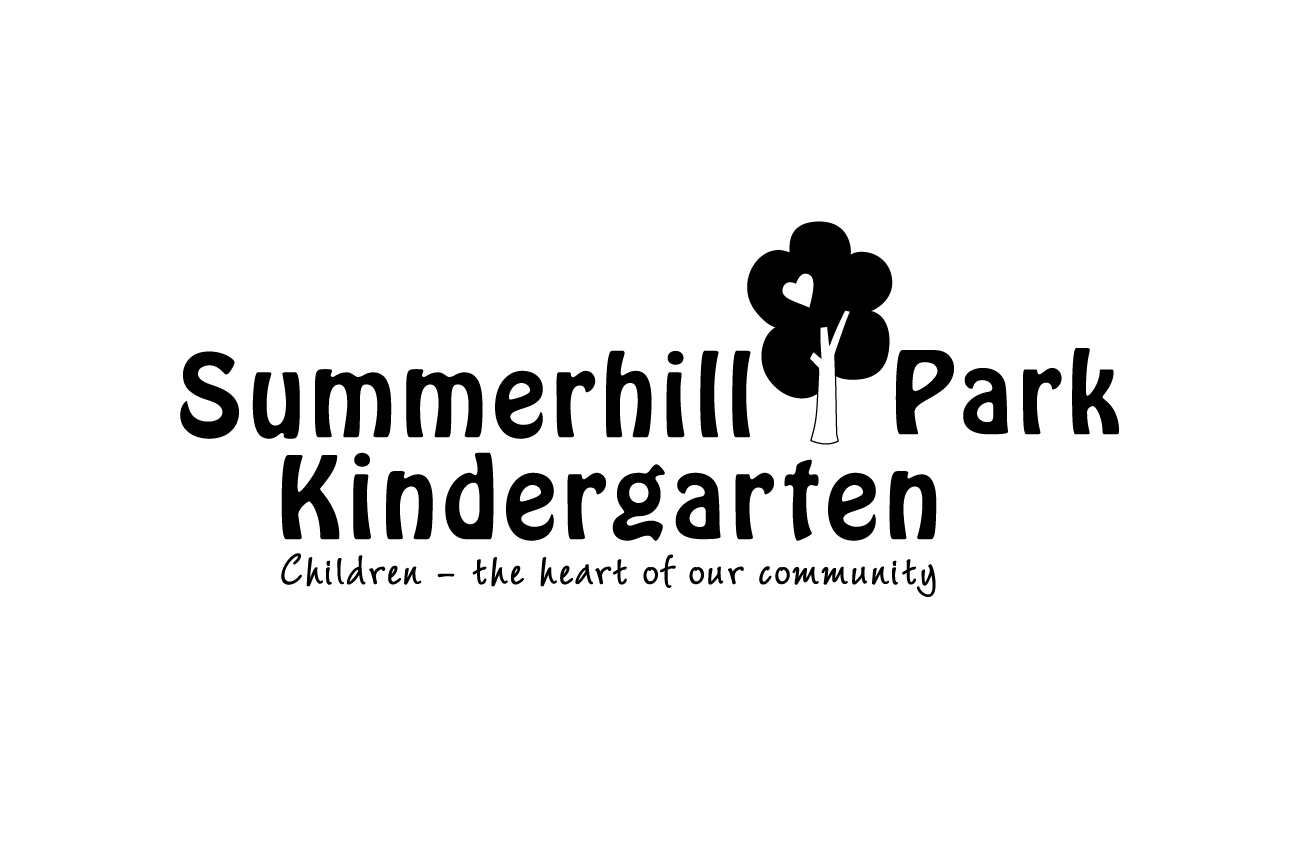 Summerhill Park
Kindergarten
Children – the heart of our community